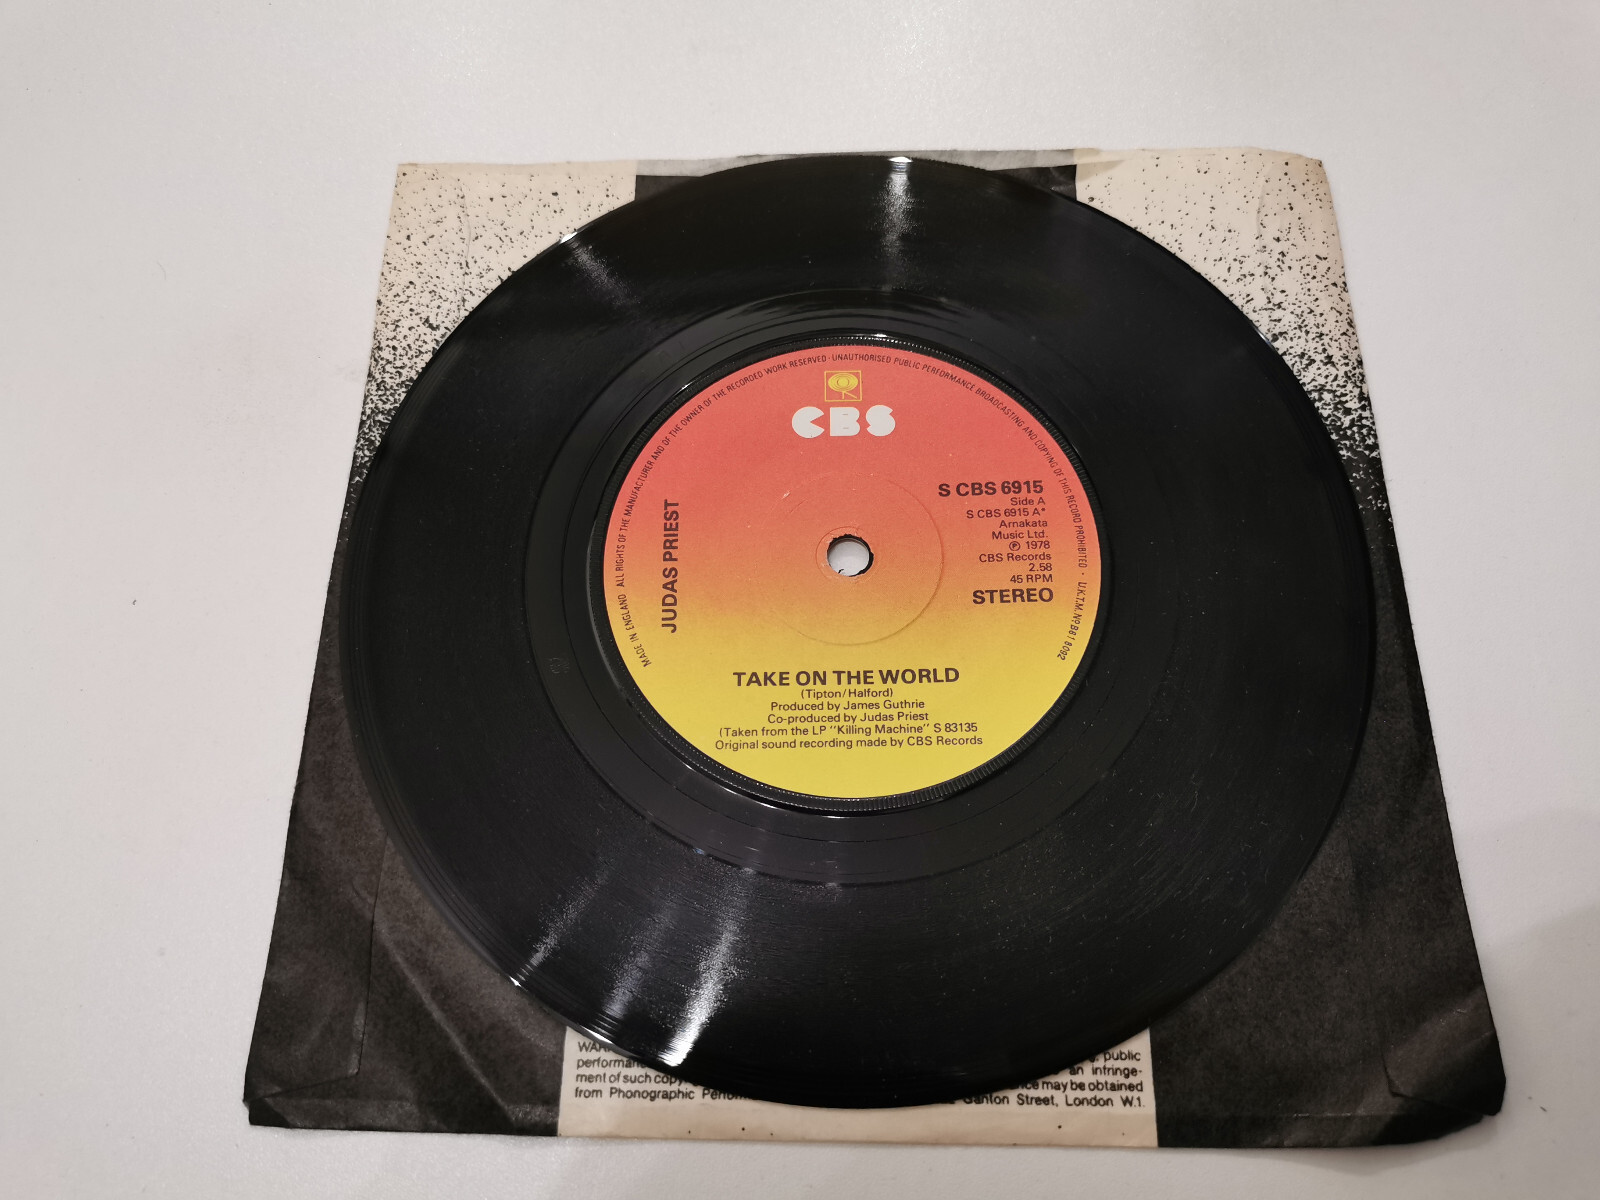 MADE IN ENGLAND ALL RIGHTS OF THE MANUFACTURER AND OF THE OWNER OF THE RECORDED WORK RESERVED · UNAUTHORISED PUBLIC PERFORMANCE BROADCASTING AND COPYING OF THIS RECORD PROHIBITED · U.K.T.M. Nº B618092
CBS
JUDAS PRIEST
S CBS 6915
Side A
S CBS 6915 A*
Arnakata
Music Ltd.
℗ 1978
CBS Records
2.58
45 RPM
STEREO
TAKE ON THE WORLD
(Tipton/Halford)
Produced by James Guthrie
Co-produced by Judas Priest
(Taken from the LP "Killing Machine" S 83135
Original sound recording made by CBS Records
public
an infringe-
ment of such may be obtained
from Phonographic Ganton Street, London W1.